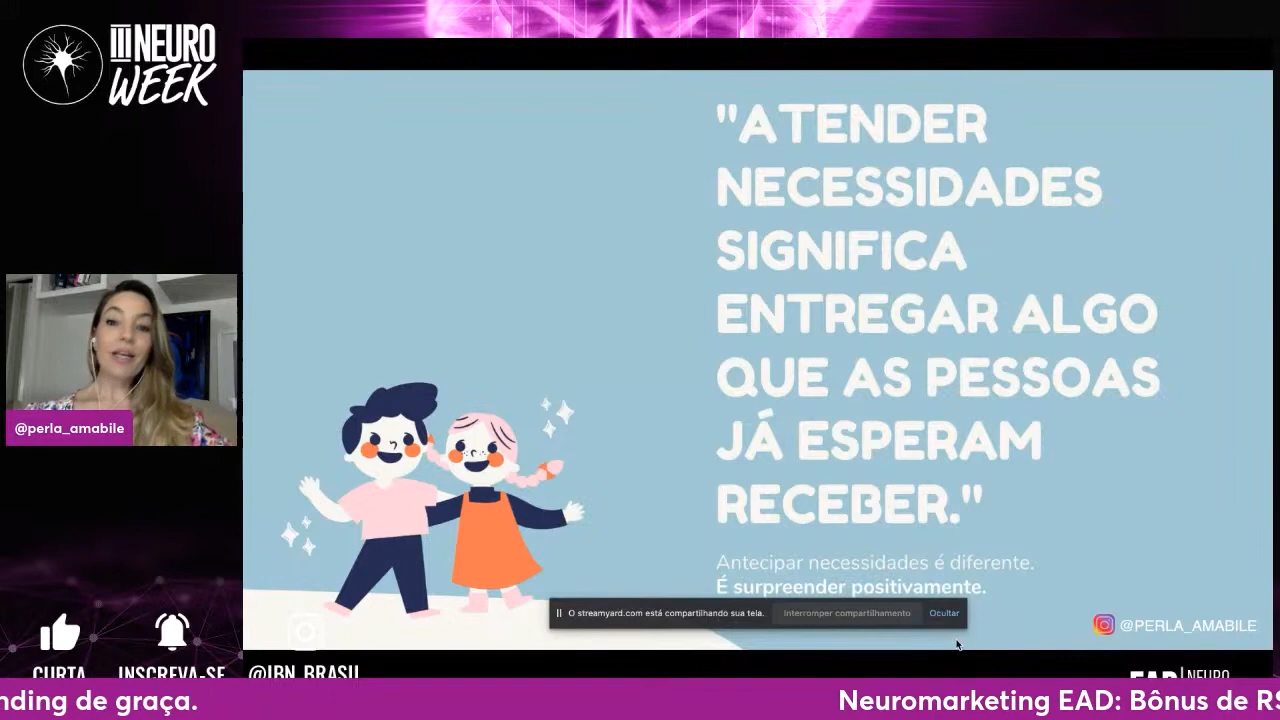 III NEURO
WEEK
"ATENDER
NECESSIDADES
SIGNIFICA
ENTREGAR ALGO
QUE AS PESSOAS
JÁ ESPERAM
RECEBER."
Antecipar necessidades é diferente.
É surpreender positivamente.
@perla_amabile
O streamyard.com está compartilhando sua tela.
Interromper compartilhamento
Ocultar
@PERLA_AMABILE
CURTA
INSCREVA-SE
@IBN_BRASIL
EAD NEURO
nding de graça.
Neuromarketing EAD: Bônus de R$